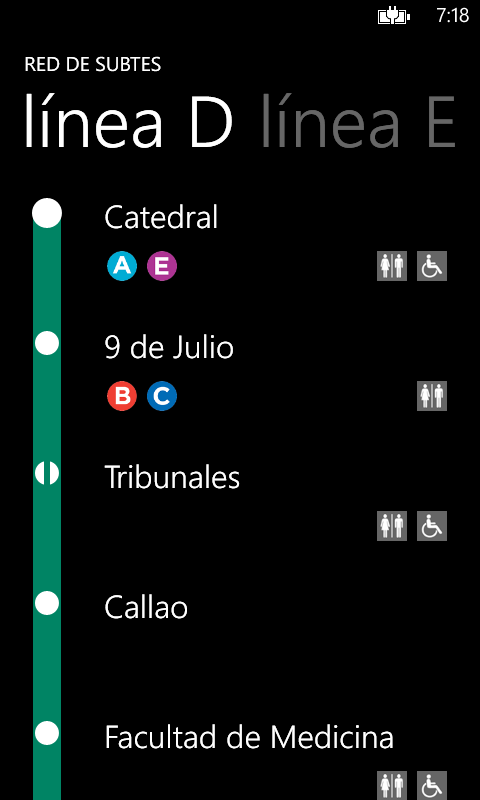 7:18
RED DE SUBTES
línea D línea E
Catedral
A E
9 de Julio
B C
Tribunales
Callao
Facultad de Medicina